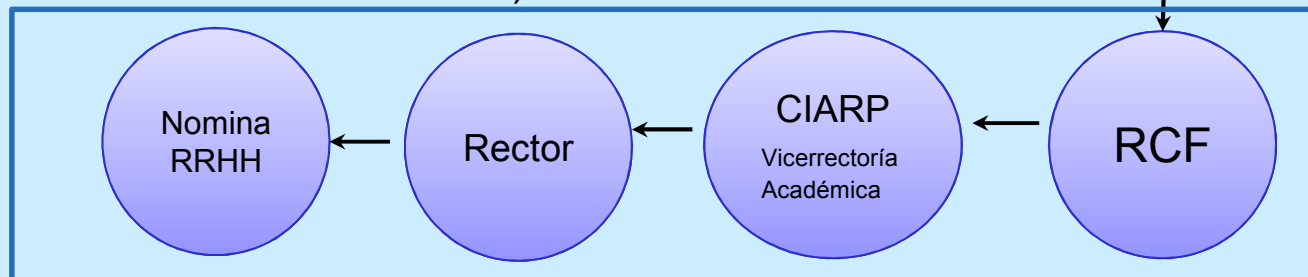 Nomina
RRHH
Rector
CIARP
Vicerrectoría
Académica
RCF